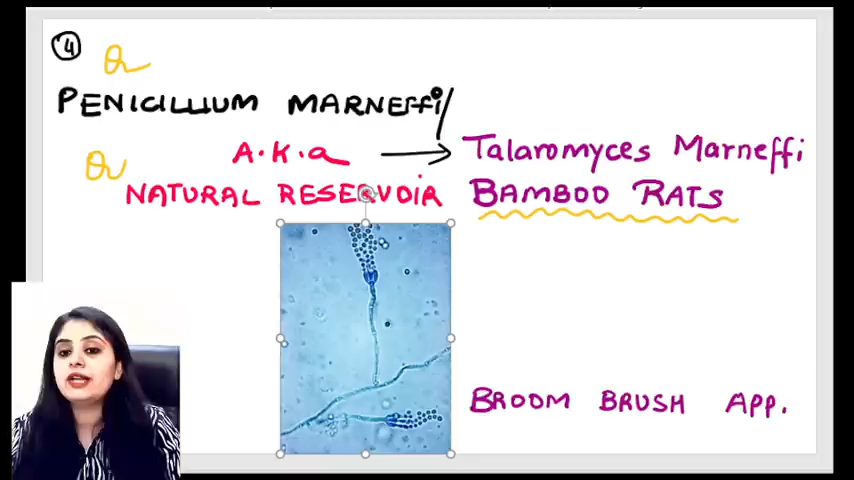 4
Q
PENICILLIUM MARNEFFi/
A.K.a → Talaromyces Marneffi
Q
NATURAL RESERVOIR BAMBOO RATS
BROOM BRUSH APP.